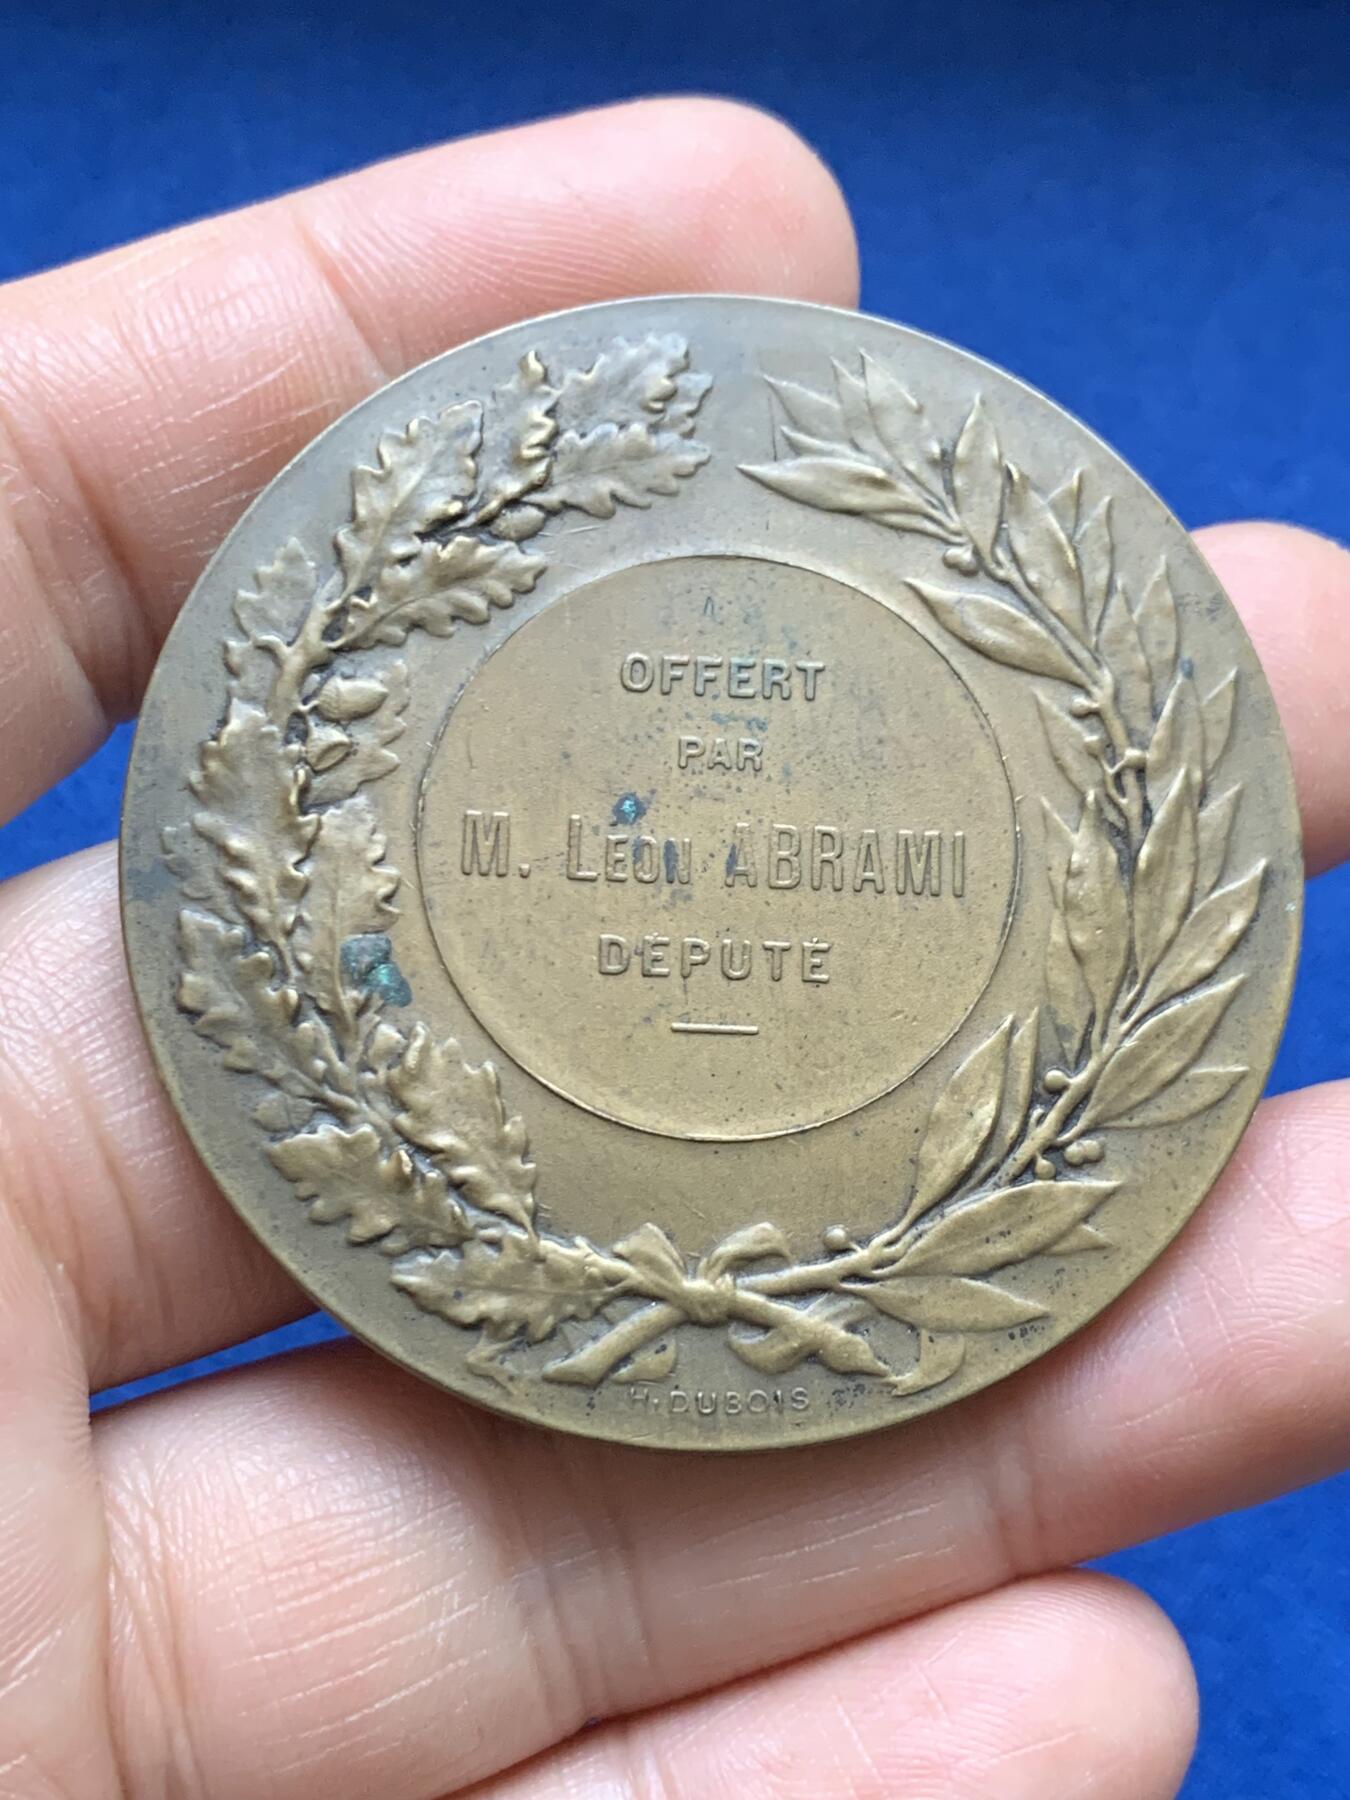 OFFERT
PAR
M. LÉON ABRAMI
DÉPUTÉ
H. DUBOIS